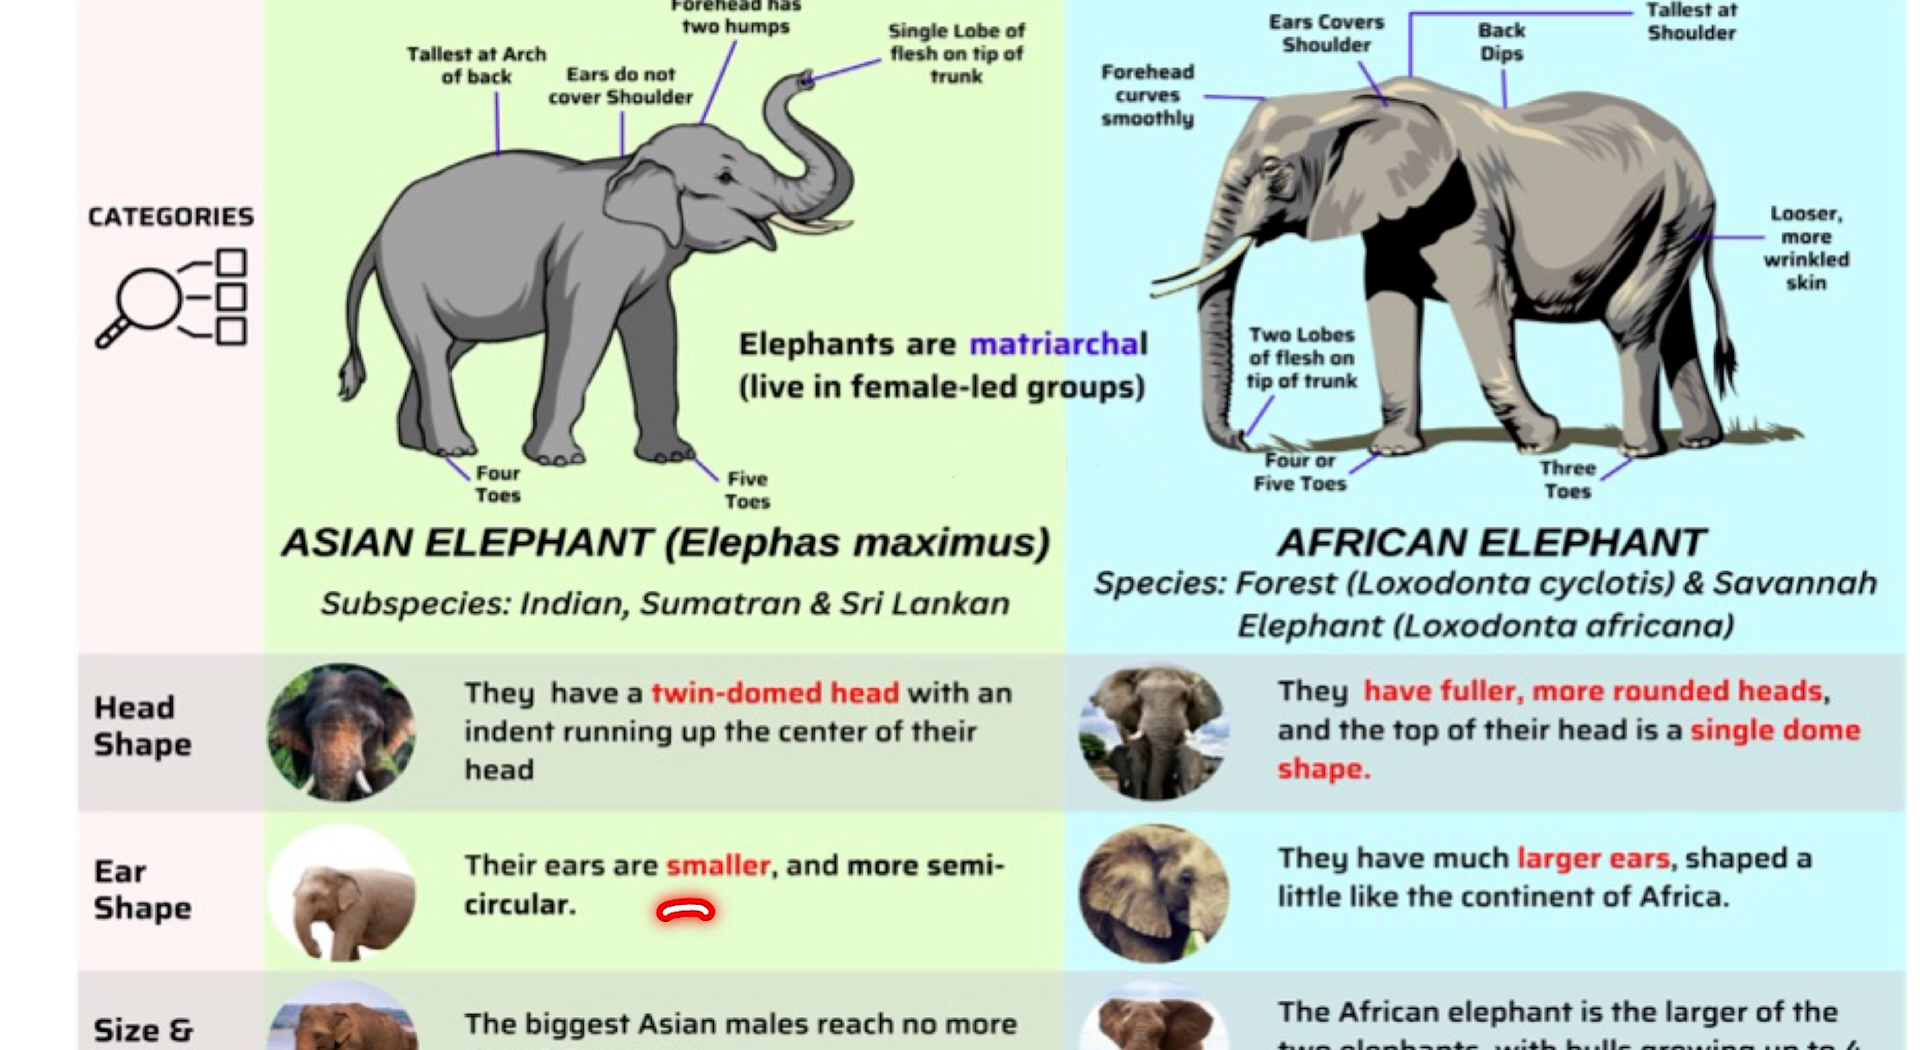 Forehead has
two humps
Single Lobe of
flesh on tip of
trunk
Tallest at Arch
of back
Ears do not
cover Shoulder
Four
Toes
Five
Toes
Ears Covers
Shoulder
Back
Dips
Tallest at
Shoulder
Forehead
curves
smoothly
Looser,
more
wrinkled
skin
Two Lobes
of flesh on
tip of trunk
Four or
Five Toes
Three
Toes
CATEGORIES
Elephants are matriarchal
(live in female-led groups)
ASIAN ELEPHANT (Elephas maximus)
Subspecies: Indian, Sumatran & Sri Lankan
AFRICAN ELEPHANT
Species: Forest (Loxodonta cyclotis) & Savannah
Elephant (Loxodonta africana)
Head
Shape
They have a twin-domed head with an
indent running up the center of their
head
They have fuller, more rounded heads,
and the top of their head is a single dome
shape.
Ear
Shape
Their ears are smaller, and more semi-
circular.
They have much larger ears, shaped a
little like the continent of Africa.
Size &
The biggest Asian males reach no more
The African elephant is the larger of the
two elephants, with bulls growing up to 4